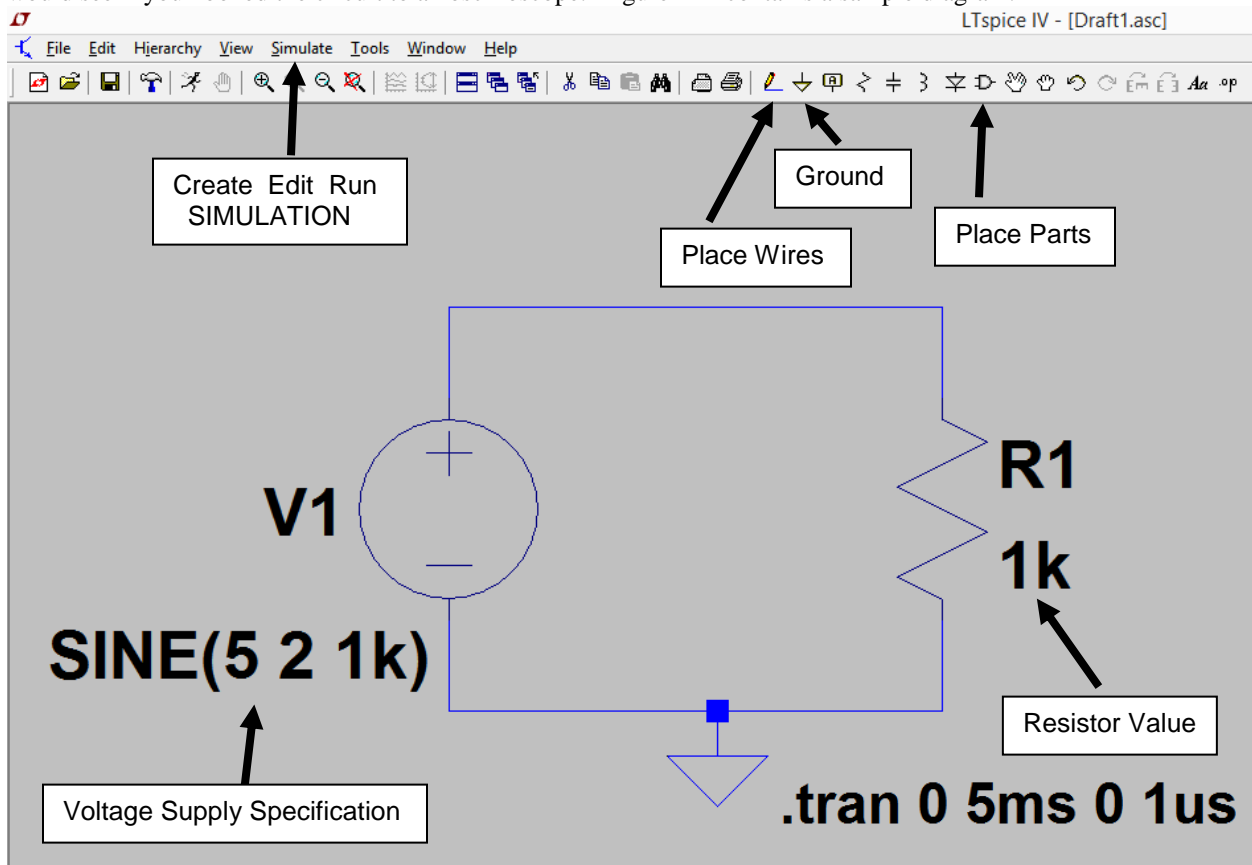 LTspice IV - [Draft1.asc]
File Edit Hierarchy View Simulate Tools Window Help
Aa .op
Create Edit Run
SIMULATION
Ground
Place Wires
Place Parts
V1
R1
1k
SINE(5 2 1k)
Resistor Value
Voltage Supply Specification
.tran 0 5ms 0 1us